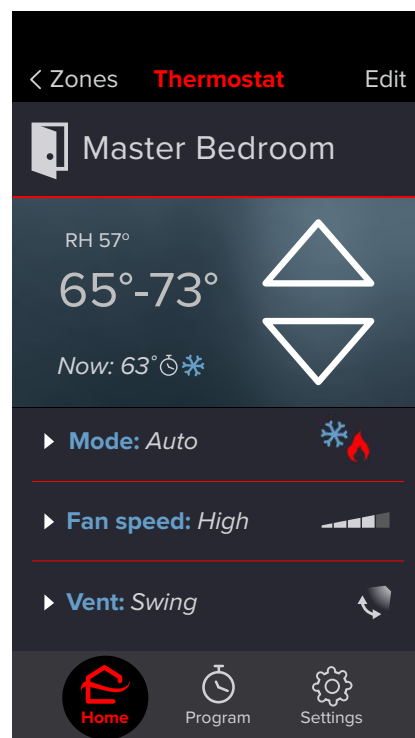 Zones Thermostat Edit
Master Bedroom
RH 57º
65°-73°
Now: 63°
Mode: Auto
Fan speed: High
Vent: Swing
Home Program Settings